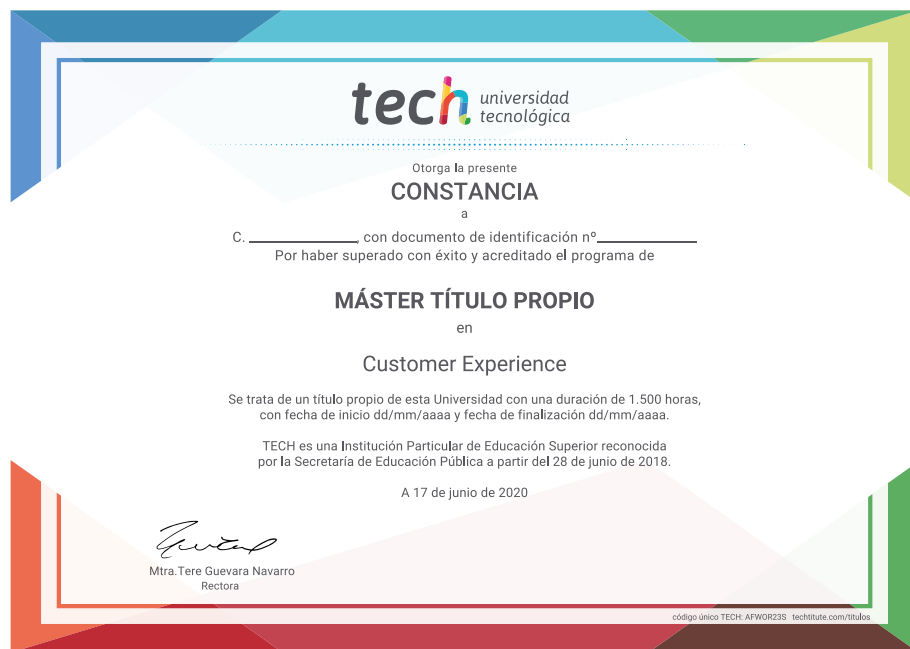 tech universidad
tecnológica
Otorga la presente
CONSTANCIA
a
C. ____________, con documento de identificación nº____________
Por haber superado con éxito y acreditado el programa de
MÁSTER TÍTULO PROPIO
en
Customer Experience
Se trata de un título propio de esta Universidad con una duración de 1.500 horas,
con fecha de inicio dd/mm/aaaa y fecha de finalización dd/mm/aaaa.
TECH es una Institución Particular de Educación Superior reconocida
por la Secretaría de Educación Pública a partir del 28 de junio de 2018.
A 17 de junio de 2020
Mtra.Tere Guevara Navarro
Rectora
código único TECH: AFWOR23S techtitute.com/titulos